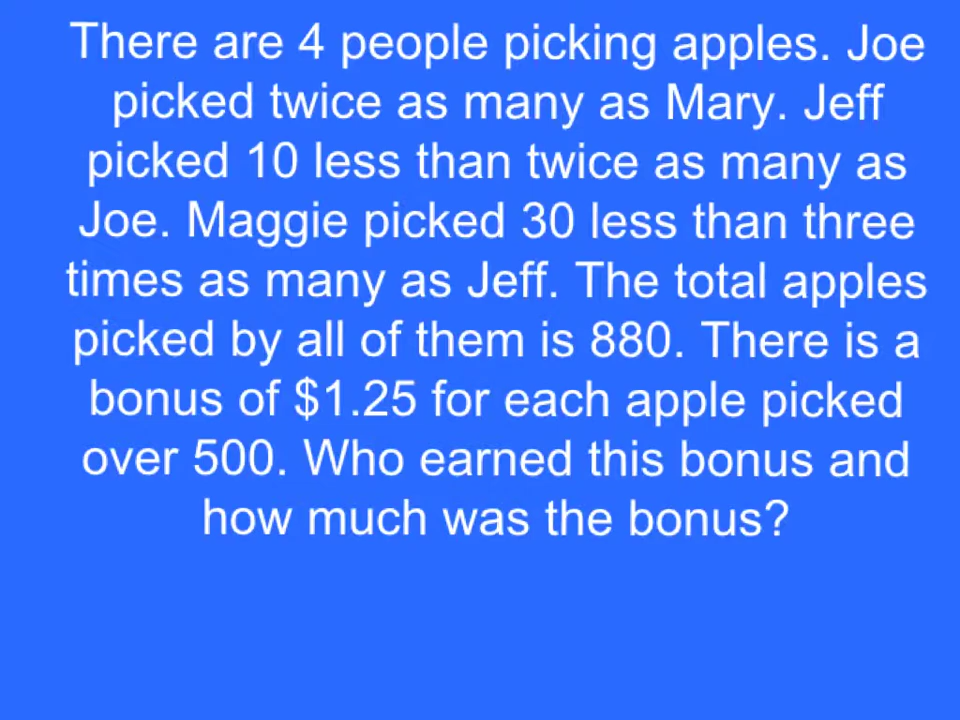 There are 4 people picking apples. Joe
picked twice as many as Mary. Jeff
picked 10 less than twice as many as
Joe. Maggie picked 30 less than three
times as many as Jeff. The total apples
picked by all of them is 880. There is a
bonus of $1.25 for each apple picked
over 500. Who earned this bonus and
how much was the bonus?